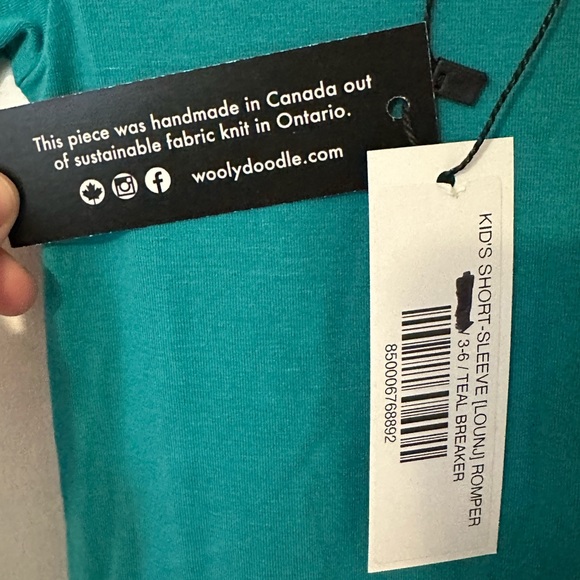 This piece was handmade in Canada out
of sustainable fabric knit in Ontario.
woolydoodle.com
KID'S SHORT-SLEEVE [LOUNJ] ROMPER
/ 3-6 / TEAL BREAKER
850006768892